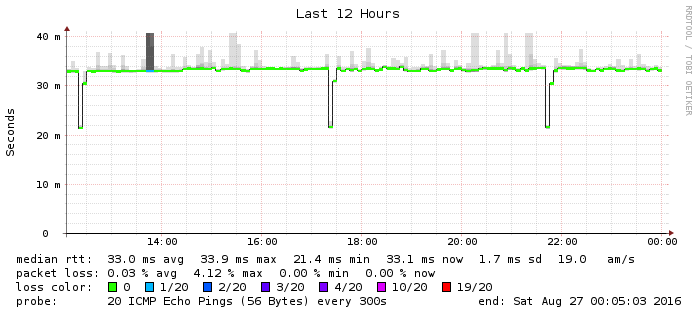 Last 12 Hours
RRDTOOL / TOBI OETIKER
Seconds
40 m
30 m
20 m
10 m
0
14:00 16:00 18:00 20:00 22:00 00:00
median rtt: 33.0 ms avg 33.9 ms max 21.4 ms min 33.1 ms now 1.7 ms sd 19.0 am/s
packet loss: 0.03 % avg 4.12 % max 0.00 % min 0.00 % now
loss color: 0 1/20 2/20 3/20 4/20 10/20 19/20
probe: 20 ICMP Echo Pings (56 Bytes) every 300s end: Sat Aug 27 00:05:03 2016